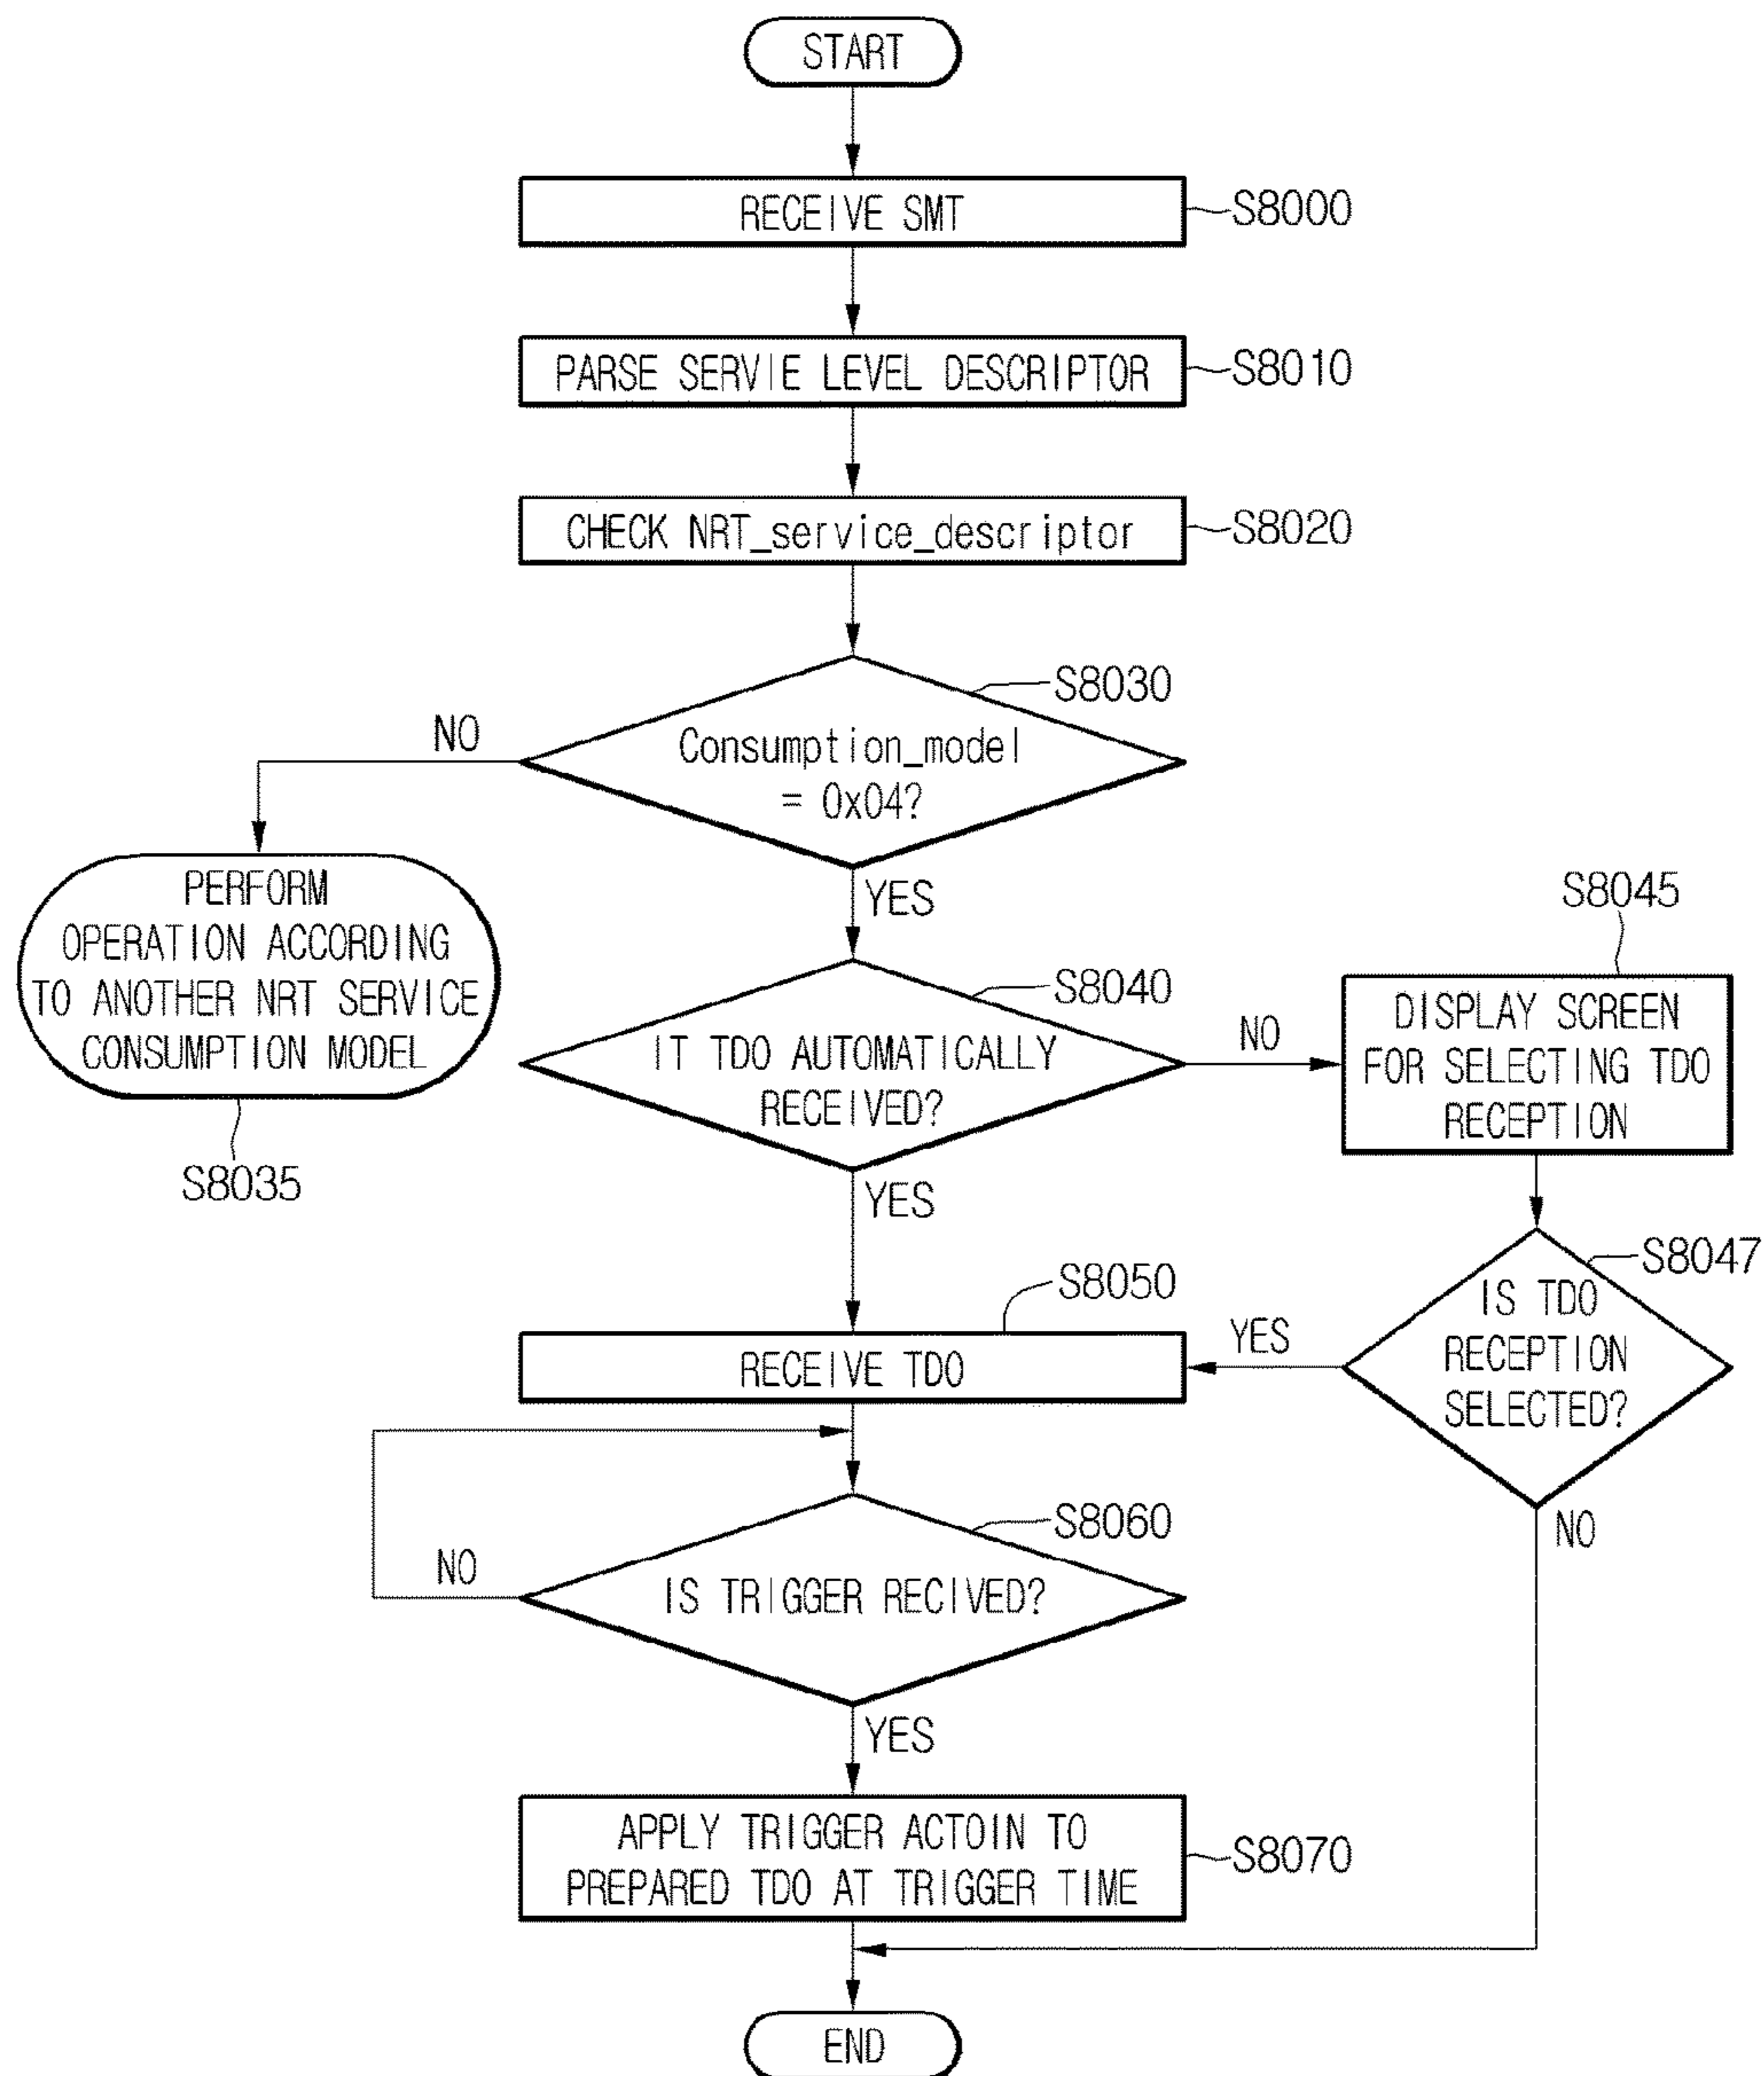 START
RECEIVE SMT
S8000
PARSE SERVIE LEVEL DESCRIPTOR
S8010
CHECK NRT_service_descriptor
S8020
S8030
Consumption_model
= 0x04?
NO
YES
PERFORM
OPERATION ACCORDING
TO ANOTHER NRT SERVICE
CONSUMPTION MODEL
S8035
S8040
IT TDO AUTOMATICALLY
RECEIVED?
NO
YES
S8045
DISPLAY SCREEN
FOR SELECTING TDO
RECEPTION
S8047
IS TDO
RECEPTION
SELECTED?
YES
NO
S8050
RECEIVE TDO
S8060
IS TRIGGER RECIVED?
NO
YES
APPLY TRIGGER ACTOIN TO
PREPARED TDO AT TRIGGER TIME
S8070
END